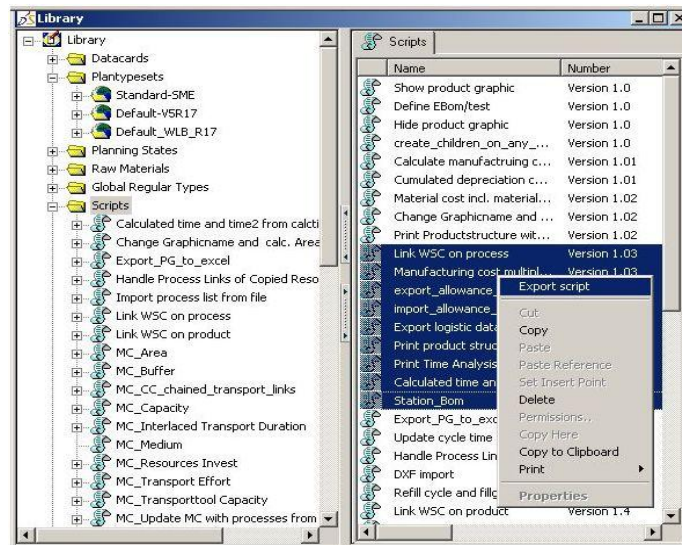 Library
Library
Datacards
Plantypesets
Standard-SME
Default-V5R17
Default_WLB_R17
Planning States
Raw Materials
Global Regular Types
Scripts
Calculated time and time2 from calcti
Change Graphicname and calc. Area
Export_PG_to_excel
Handle Process Links of Copied Reso
Import process list from file
Link WSC on process
Link WSC on product
MC_Area
MC_Buffer
MC_CC_chained_transport_links
MC_Capacity
MC_Interlaced Transport Duration
MC_Medium
MC_Resources Invest
MC_Transport Effort
MC_Transporttool Capacity
MC_Update MC with processes from
Scripts
Name Number
Show product graphic Version 1.0
Define EBom/test Version 1.0
Hide product graphic Version 1.0
create_children_on_any_... Version 1.0
Calculate manufactruing c... Version 1.01
Cumulated depreciation c... Version 1.01
Material cost incl. material... Version 1.02
Change Graphicname and ... Version 1.02
Print Productstructure wit... Version 1.02
Link WSC on process Version 1.03
Manufacturing cost multipl... Version 1.03
export_allowance_
import_allowance_
Export logistic data
Print product struc
Print Time Analysis
Calculated time an
Station_Bom
Export_PG_to_exc
Update cycle time
Handle Process Lin
DXF import
Refill cycle and fillg
Link WSC on product Version 1.4
Export script
Cut
Copy
Paste
Paste Reference
Set Insert Point
Delete
Permissions..
Copy Here
Copy to Clipboard
Print
Properties